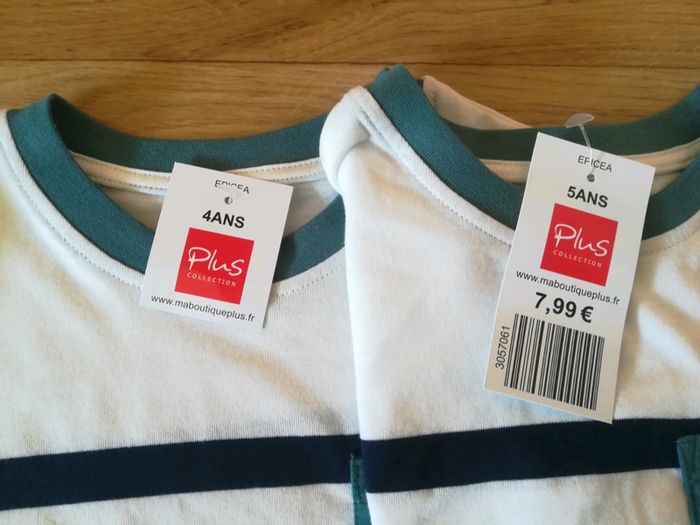 EPICEA
4ANS
Plus
COLLECTION
www.maboutiqueplus.fr
EPICEA
5ANS
Plus
COLLECTION
www.maboutiqueplus.fr
7,99 €
3057061